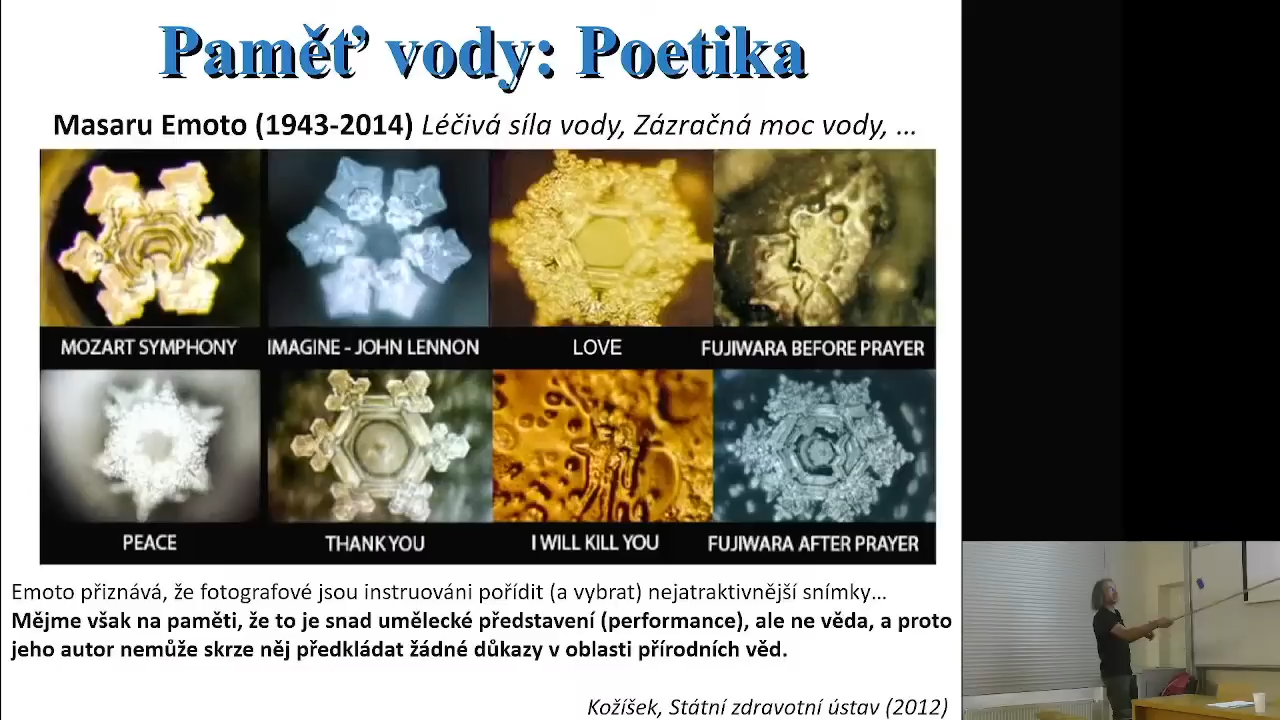 Paměť vody: Poetika
Masaru Emoto (1943-2014) Léčivá síla vody, Zázračná moc vody, ...
MOZART SYMPHONY
IMAGINE - JOHN LENNON
LOVE
FUJIWARA BEFORE PRAYER
PEACE
THANK YOU
I WILL KILL YOU
FUJIWARA AFTER PRAYER
Emoto přiznává, že fotografové jsou instruováni pořídit (a vybrat) nejatraktivnější snímky...
Mějme však na paměti, že to je snad umělecké představení (performance), ale ne věda, a proto
jeho autor nemůže skrze něj předkládat žádné důkazy v oblasti přírodních věd.
Kožíšek, Státní zdravotní ústav (2012)